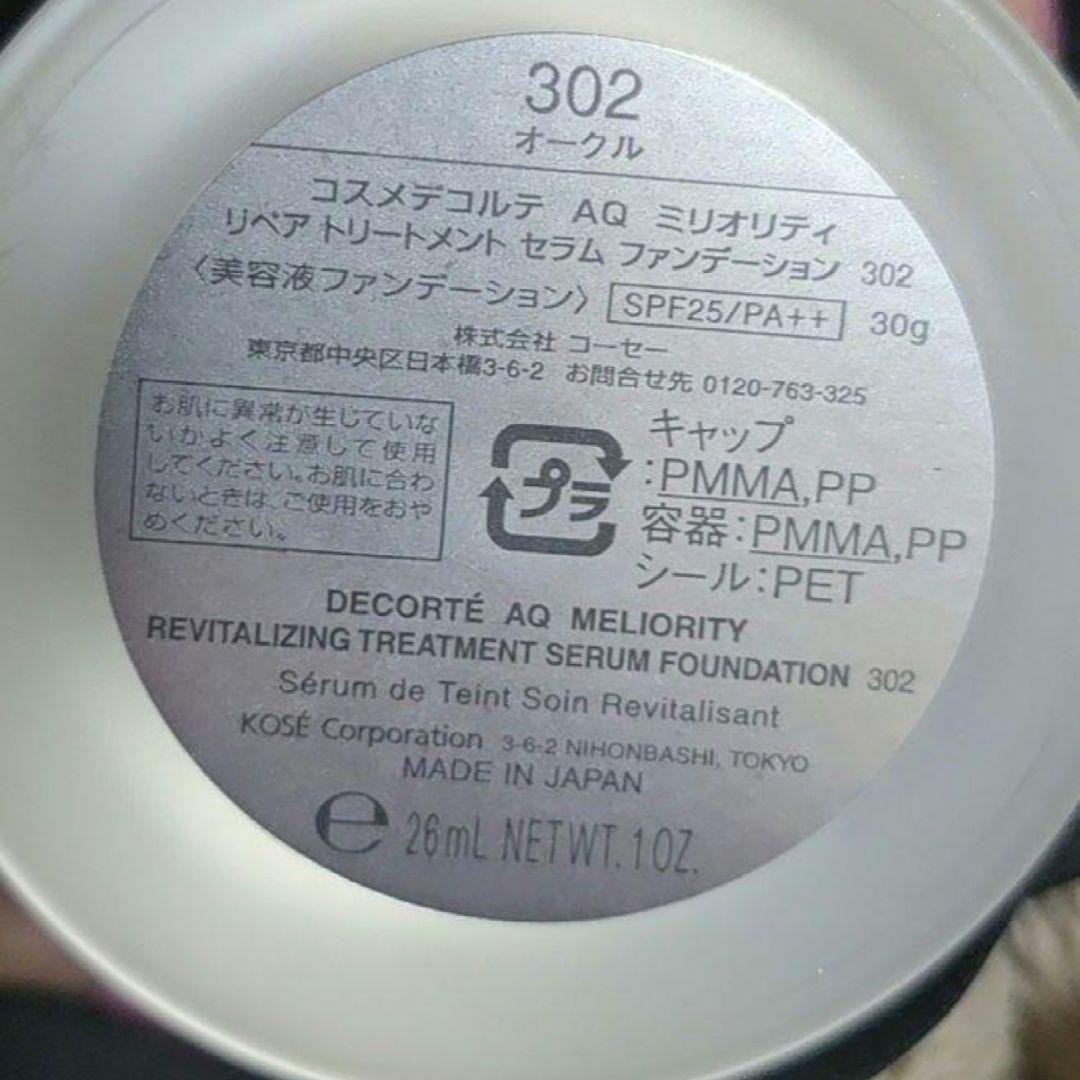 302
オークル
コスメデコルテ AQ ミリオリティ
リペア トリートメント セラム ファンデーション 302
〈美容液ファンデーション〉 SPF25/PA++ 30g
株式会社 コーセー
東京都中央区日本橋3-6-2 お問合せ先 0120-763-325
お肌に異常が生じていな
いかよく注意して使用
してください。お肌に合わ
ないときは、ご使用をおや
めください。
プラ
キャップ
:PMMA,PP
容器:PMMA,PP
シール:PET
DECORTÉ AQ MELIORITY
REVITALIZING TREATMENT SERUM FOUNDATION 302
Sérum de Teint Soin Revitalisant
KOSÉ Corporation 3-6-2 NIHONBASHI, TOKYO
MADE IN JAPAN
e 26mL NETWT. 1 OZ.